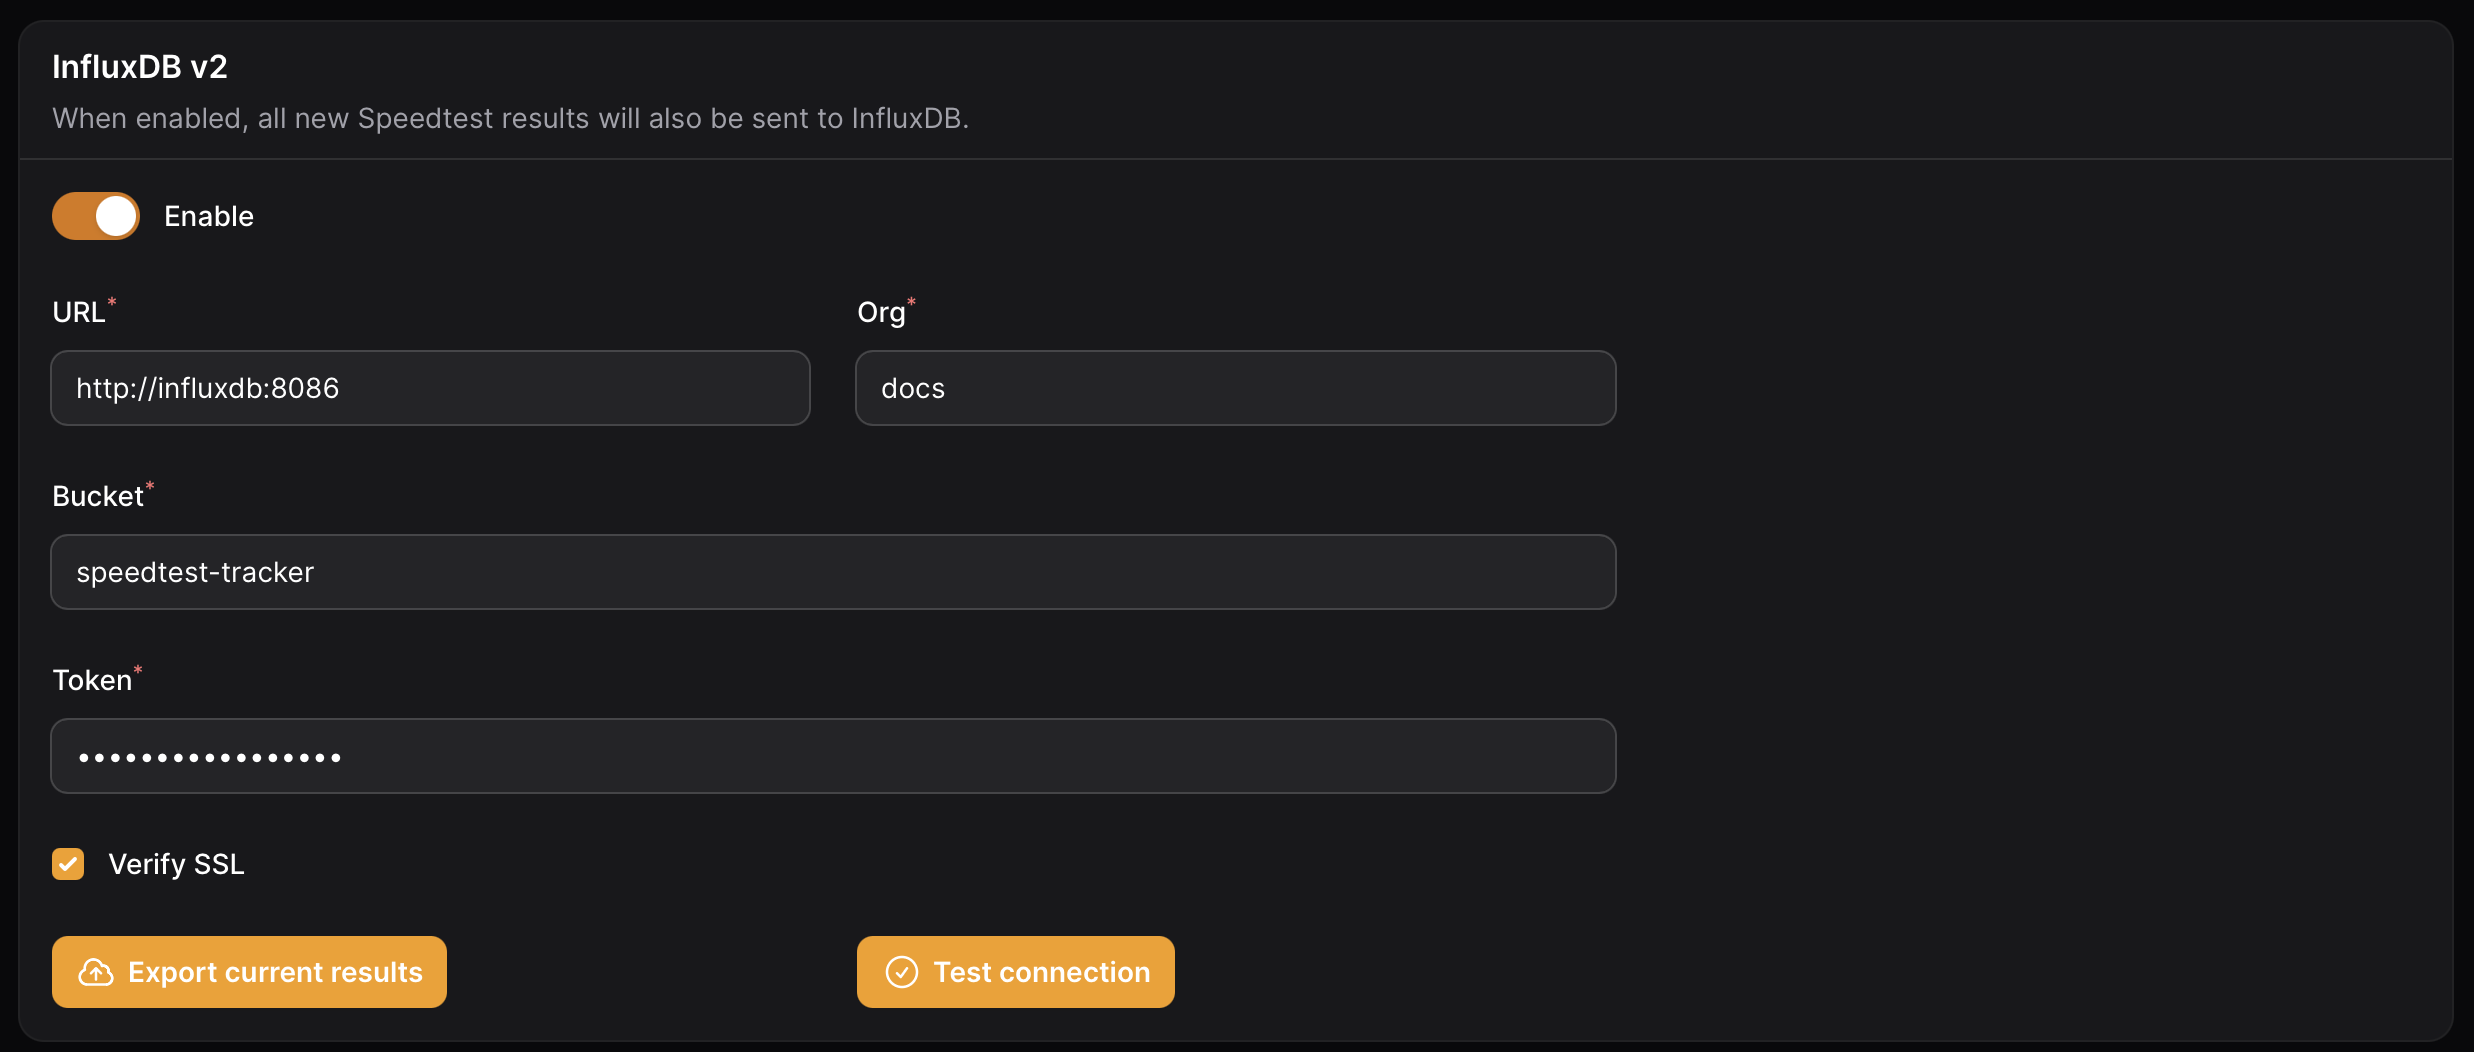 InfluxDB v2
When enabled, all new Speedtest results will also be sent to InfluxDB.
Enable
URL*
Org*
http://influxdb:8086
docs
Bucket*
speedtest-tracker
Token*
•••••••••••••••••
Verify SSL
Export current results
Test connection